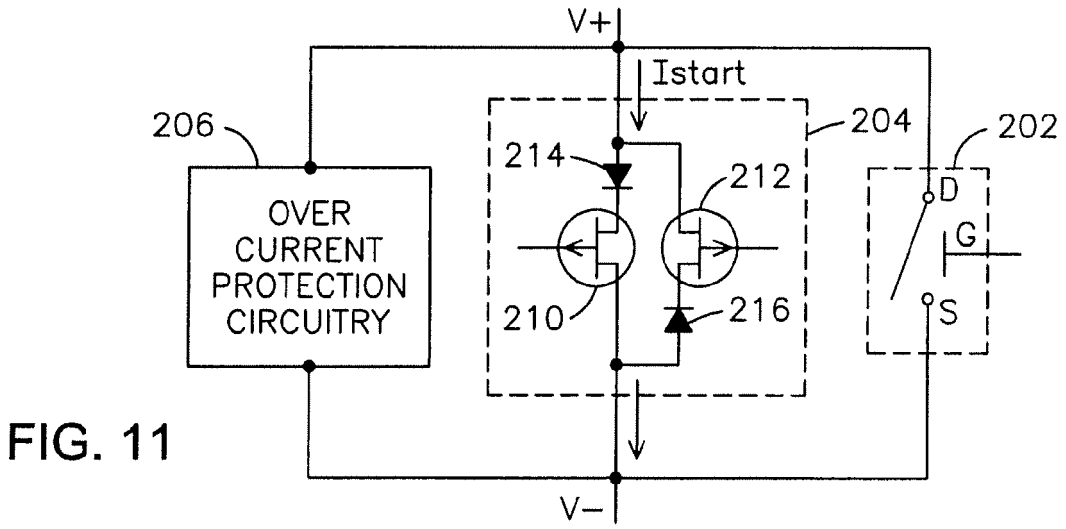 V+
Istart
206
204
202
214
212
D
OVER
CURRENT
PROTECTION
CIRCUITRY
G
210
216
S
FIG. 11
V-